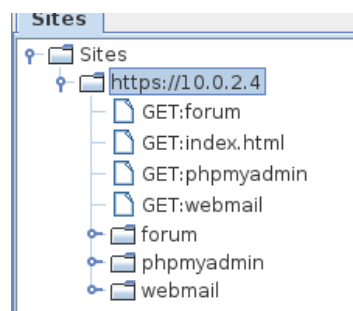 Sites
Sites
https://10.0.2.4
GET:forum
GET:index.html
GET:phpmyadmin
GET:webmail
forum
phpmyadmin
webmail